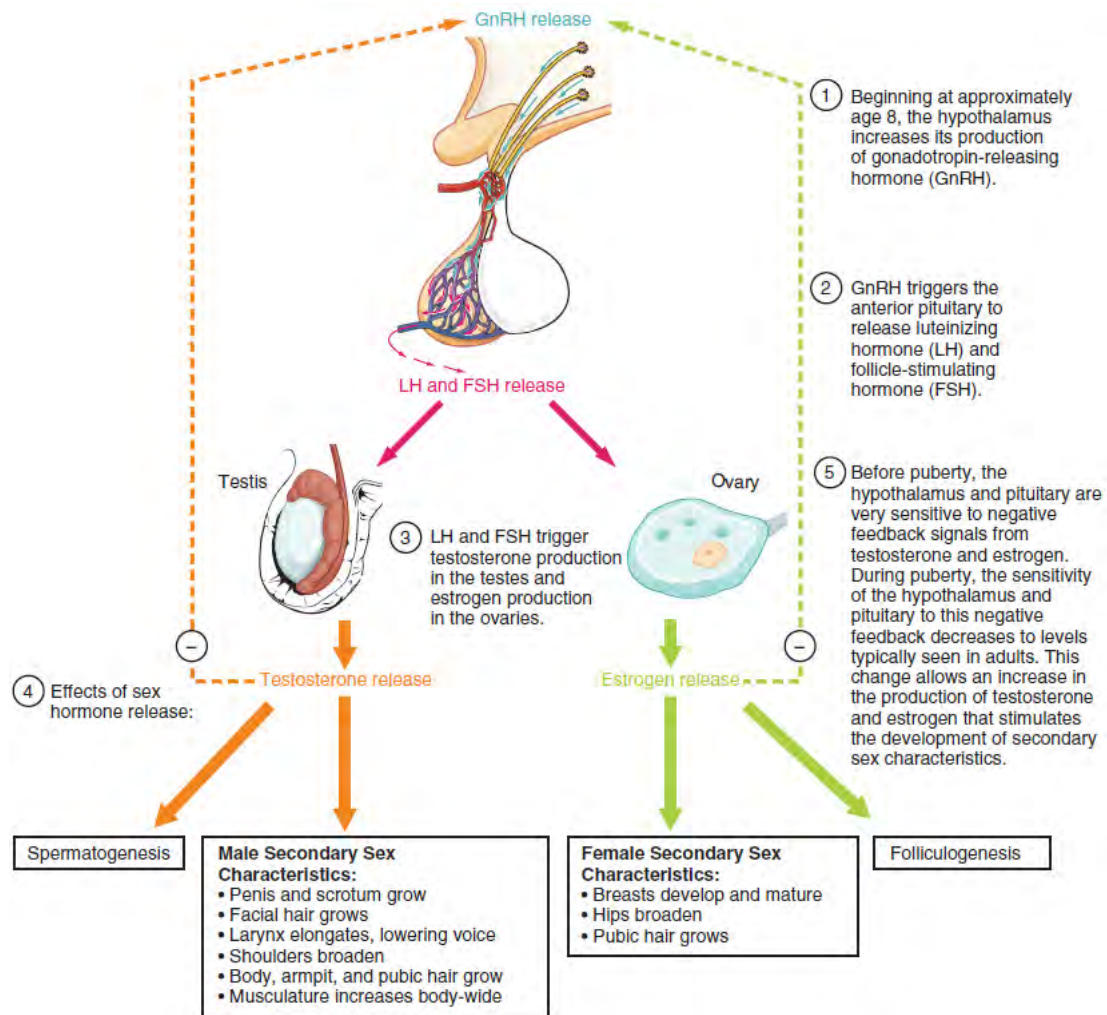 GnRH release
1
Beginning at approximately
age 8, the hypothalamus
increases its production
of gonadotropin-releasing
hormone (GnRH).
2
GnRH triggers the
anterior pituitary to
release luteinizing
hormone (LH) and
follicle-stimulating
hormone (FSH).
LH and FSH release
Testis
Ovary
3
LH and FSH trigger
testosterone production
in the testes and
estrogen production
in the ovaries.
5
Before puberty, the
hypothalamus and pituitary are
very sensitive to negative
feedback signals from
testosterone and estrogen.
During puberty, the sensitivity
of the hypothalamus and
pituitary to this negative
feedback decreases to levels
typically seen in adults. This
change allows an increase in
the production of testosterone
and estrogen that stimulates
the development of secondary
sex characteristics.
–
–
Testosterone release
Estrogen release
4
Effects of sex
hormone release:
Spermatogenesis
Male Secondary Sex
Characteristics:
• Penis and scrotum grow
• Facial hair grows
• Larynx elongates, lowering voice
• Shoulders broaden
• Body, armpit, and pubic hair grow
• Musculature increases body-wide
Female Secondary Sex
Characteristics:
• Breasts develop and mature
• Hips broaden
• Pubic hair grows
Folliculogenesis